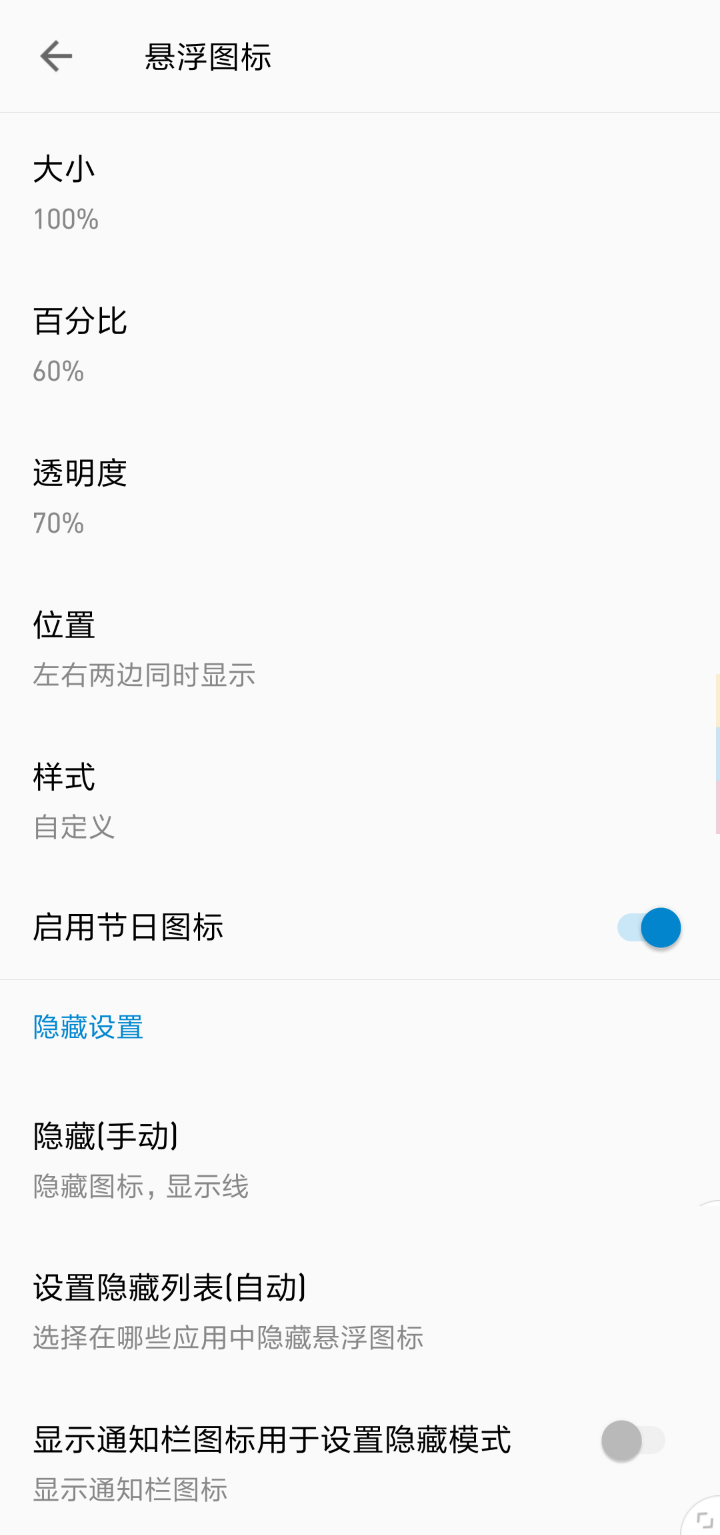 悬浮图标
大小
100%
百分比
60%
透明度
70%
位置
左右两边同时显示
样式
自定义
启用节日图标
隐藏设置
隐藏(手动)
隐藏图标，显示线
设置隐藏列表(自动)
选择在哪些应用中隐藏悬浮图标
显示通知栏图标用于设置隐藏模式
显示通知栏图标